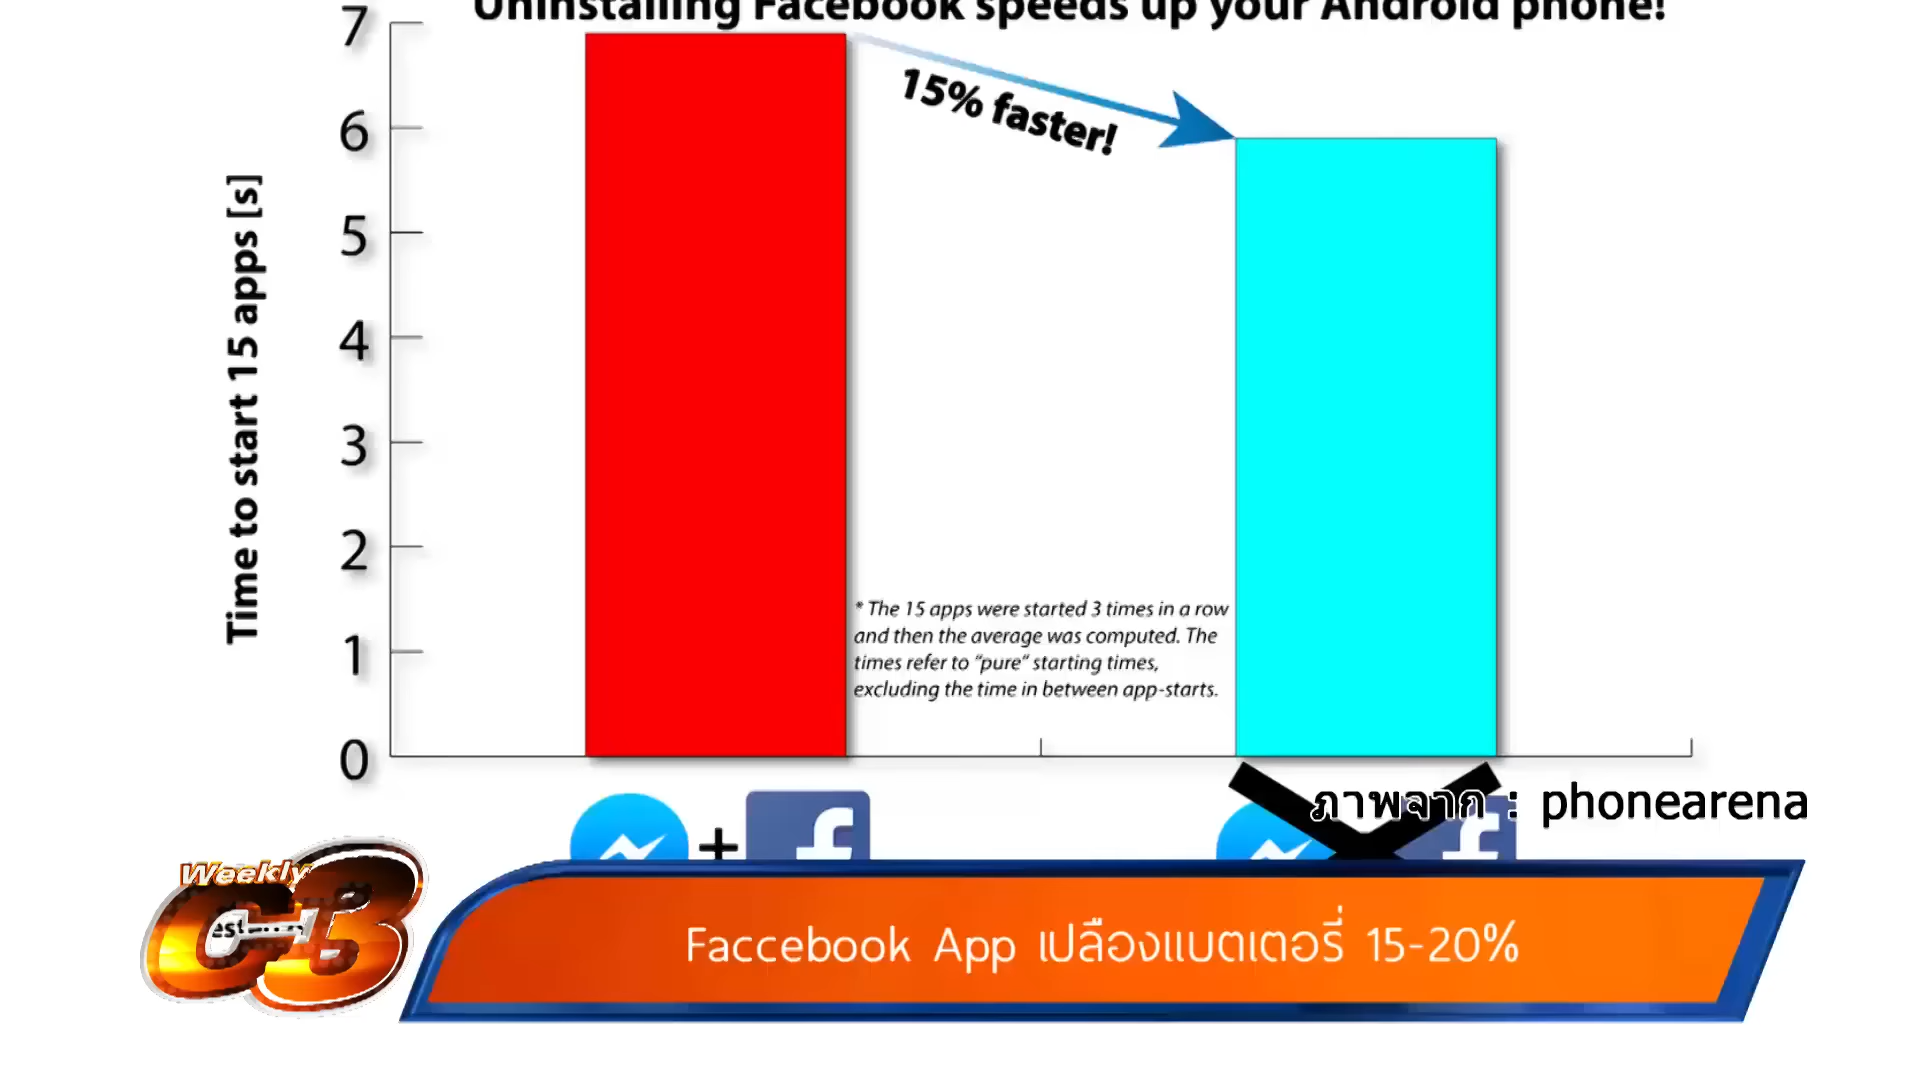 Uninstalling Facebook speeds up your Android phone!
7
15% faster!
6
5
4
3
2
1
0
Time to start 15 apps [s]
* The 15 apps were started 3 times in a row
and then the average was computed. The
times refer to "pure" starting times,
excluding the time in between app-starts.
+
ภาพจาก : phonearena
Weekly
C3
Faccebook App เปลืองแบตเตอรี่ 15-20%